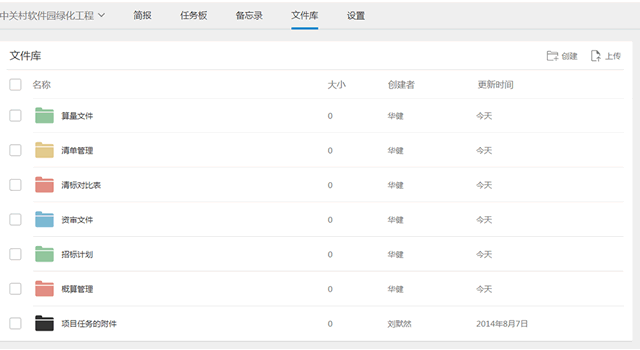 中关村软件园绿化工程 简报 任务板 备忘录 文件库 设置
文件库 创建 上传
名称 大小 创建者 更新时间
算量文件 0 华健 今天
清单管理 0 华健 今天
清标对比表 0 华健 今天
资审文件 0 华健 今天
招标计划 0 华健 今天
概算管理 0 华健 今天
项目任务的附件 0 刘默然 2014年8月7日